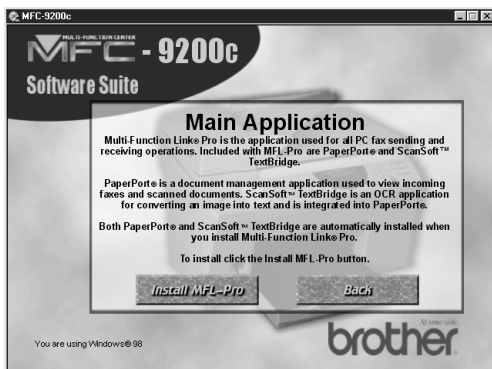 MFC-9200c
MULTI-FUNCTION CENTER
MFC - 9200c
Software Suite
Main Application
Multi-Function Link® Pro is the application used for all PC fax sending and
receiving operations. Included with MFL-Pro are PaperPort® and ScanSoft™
TextBridge.
PaperPort® is a document management application used to view incoming
faxes and scanned documents. ScanSoft™ TextBridge is an OCR application
for converting an image into text and is integrated into PaperPort®.
Both PaperPort® and ScanSoft™ TextBridge are automatically installed when
you install Multi-Function Link® Pro.
To install click the Install MFL-Pro button.
Install MFL-Pro
Back
At your side.
brother
You are using Windows® 98